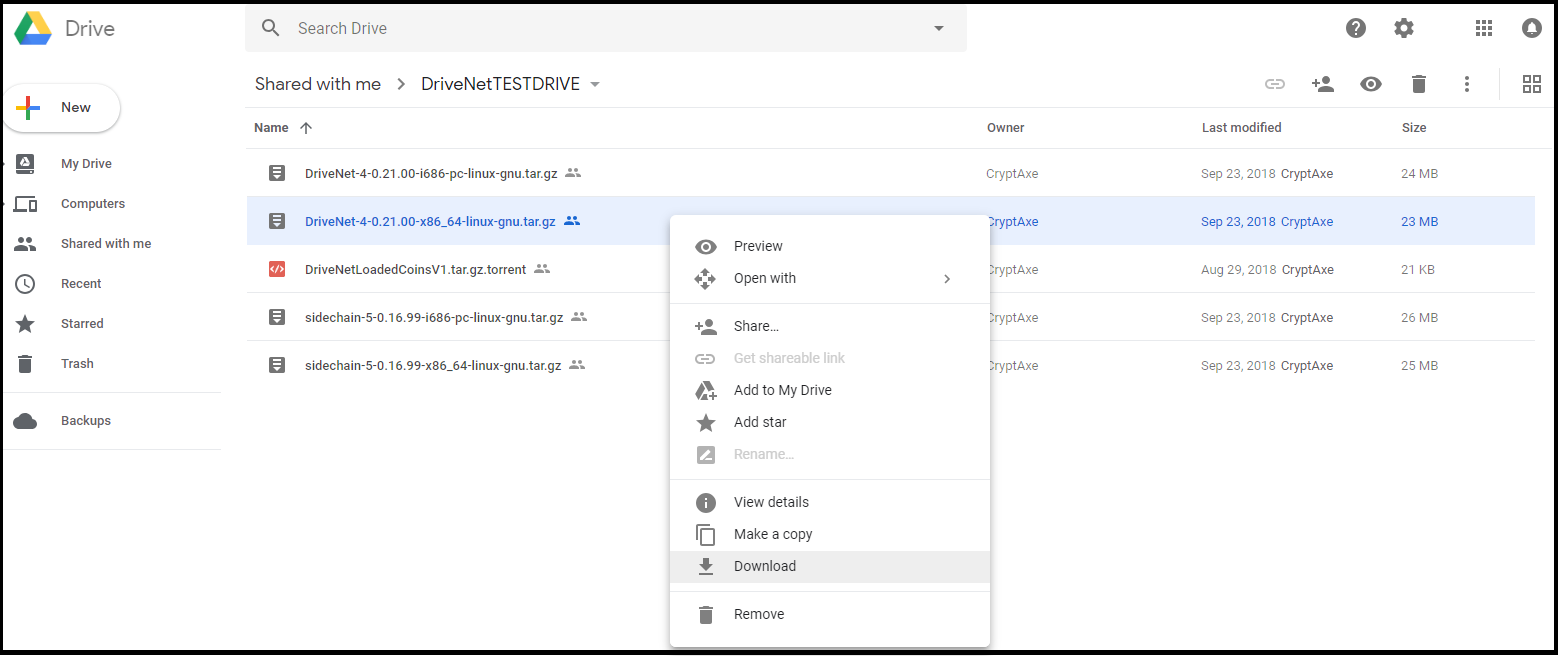 Drive
Search Drive
Shared with me > DriveNetTESTDRIVE
New
Name
Owner
Last modified
Size
My Drive
Computers
Shared with me
Recent
Starred
Trash
Backups
DriveNet-4-0.21.00-i686-pc-linux-gnu.tar.gz CryptAxe Sep 23, 2018 CryptAxe 24 MB
DriveNet-4-0.21.00-x86_64-linux-gnu.tar.gz CryptAxe Sep 23, 2018 CryptAxe 23 MB
DriveNetLoadedCoinsV1.tar.gz.torrent CryptAxe Aug 29, 2018 CryptAxe 21 KB
sidechain-5-0.16.99-i686-pc-linux-gnu.tar.gz CryptAxe Sep 23, 2018 CryptAxe 26 MB
sidechain-5-0.16.99-x86_64-linux-gnu.tar.gz CryptAxe Sep 23, 2018 CryptAxe 25 MB
Preview
Open with
Share...
Get shareable link
Add to My Drive
Add star
Rename...
View details
Make a copy
Download
Remove